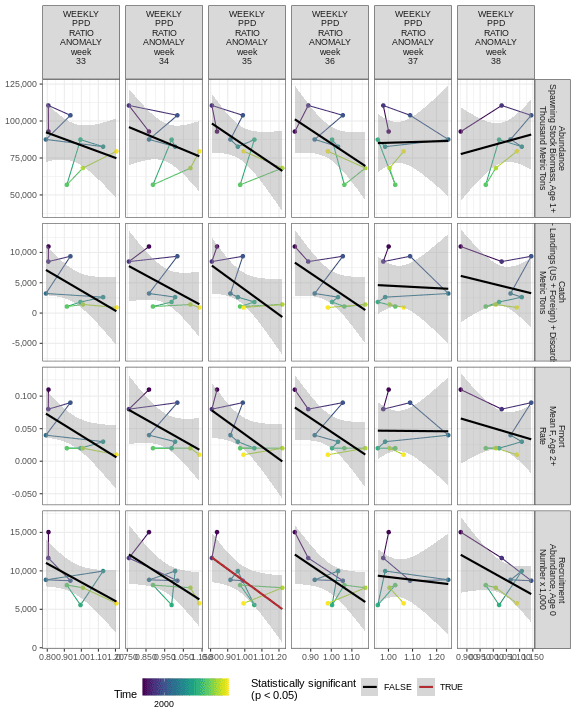 WEEKLY PPD RATIO ANOMALY week 33
WEEKLY PPD RATIO ANOMALY week 34
WEEKLY PPD RATIO ANOMALY week 35
WEEKLY PPD RATIO ANOMALY week 36
WEEKLY PPD RATIO ANOMALY week 37
WEEKLY PPD RATIO ANOMALY week 38
125,000
100,000
75,000
50,000
Abundance
Spawning Stock Biomass, Age 1+
Thousand Metric Tons
10,000
5,000
0
-5,000
Catch
Landings (US + Foreign) + Discard
Metric Tons
0.100
0.050
0.000
-0.050
Fmort
Mean F, Age 2+
Rate
15,000
10,000
5,000
0
Recruitment
Abundance, Age 0
Number x 1,000
0.90 1.00 1.10
1.00 1.10 1.20
Time
2000
Statistically significant
(p < 0.05)
FALSE
TRUE